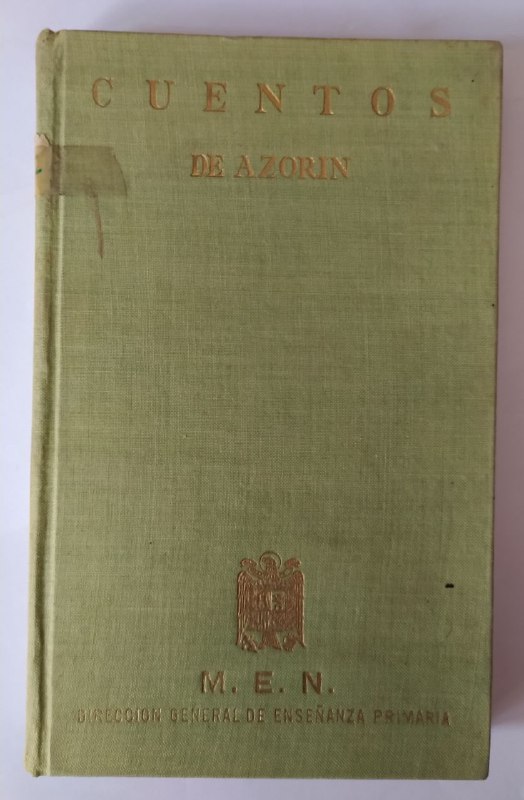 CUENTOS
DE AZORIN
M. E. N.
DIRECCION GENERAL DE ENSEÑANZA PRIMARIA